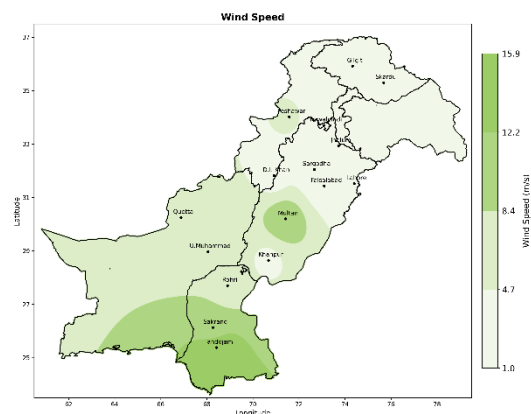 Wind Speed
37
35
33
31
29
27
25
Latitude
Gilgit
Skardu
Peshawar
Jhelum
D.I. Khan
Sargodha
Faisalabad
Lahore
Quetta
Multan
U.Muhammad
Khanpur
Rohri
Sakrand
Tandojam
62
64
66
68
70
72
74
76
78
Longitude
15.9
12.2
8.4
4.7
1.0
Wind Speed (m/s)